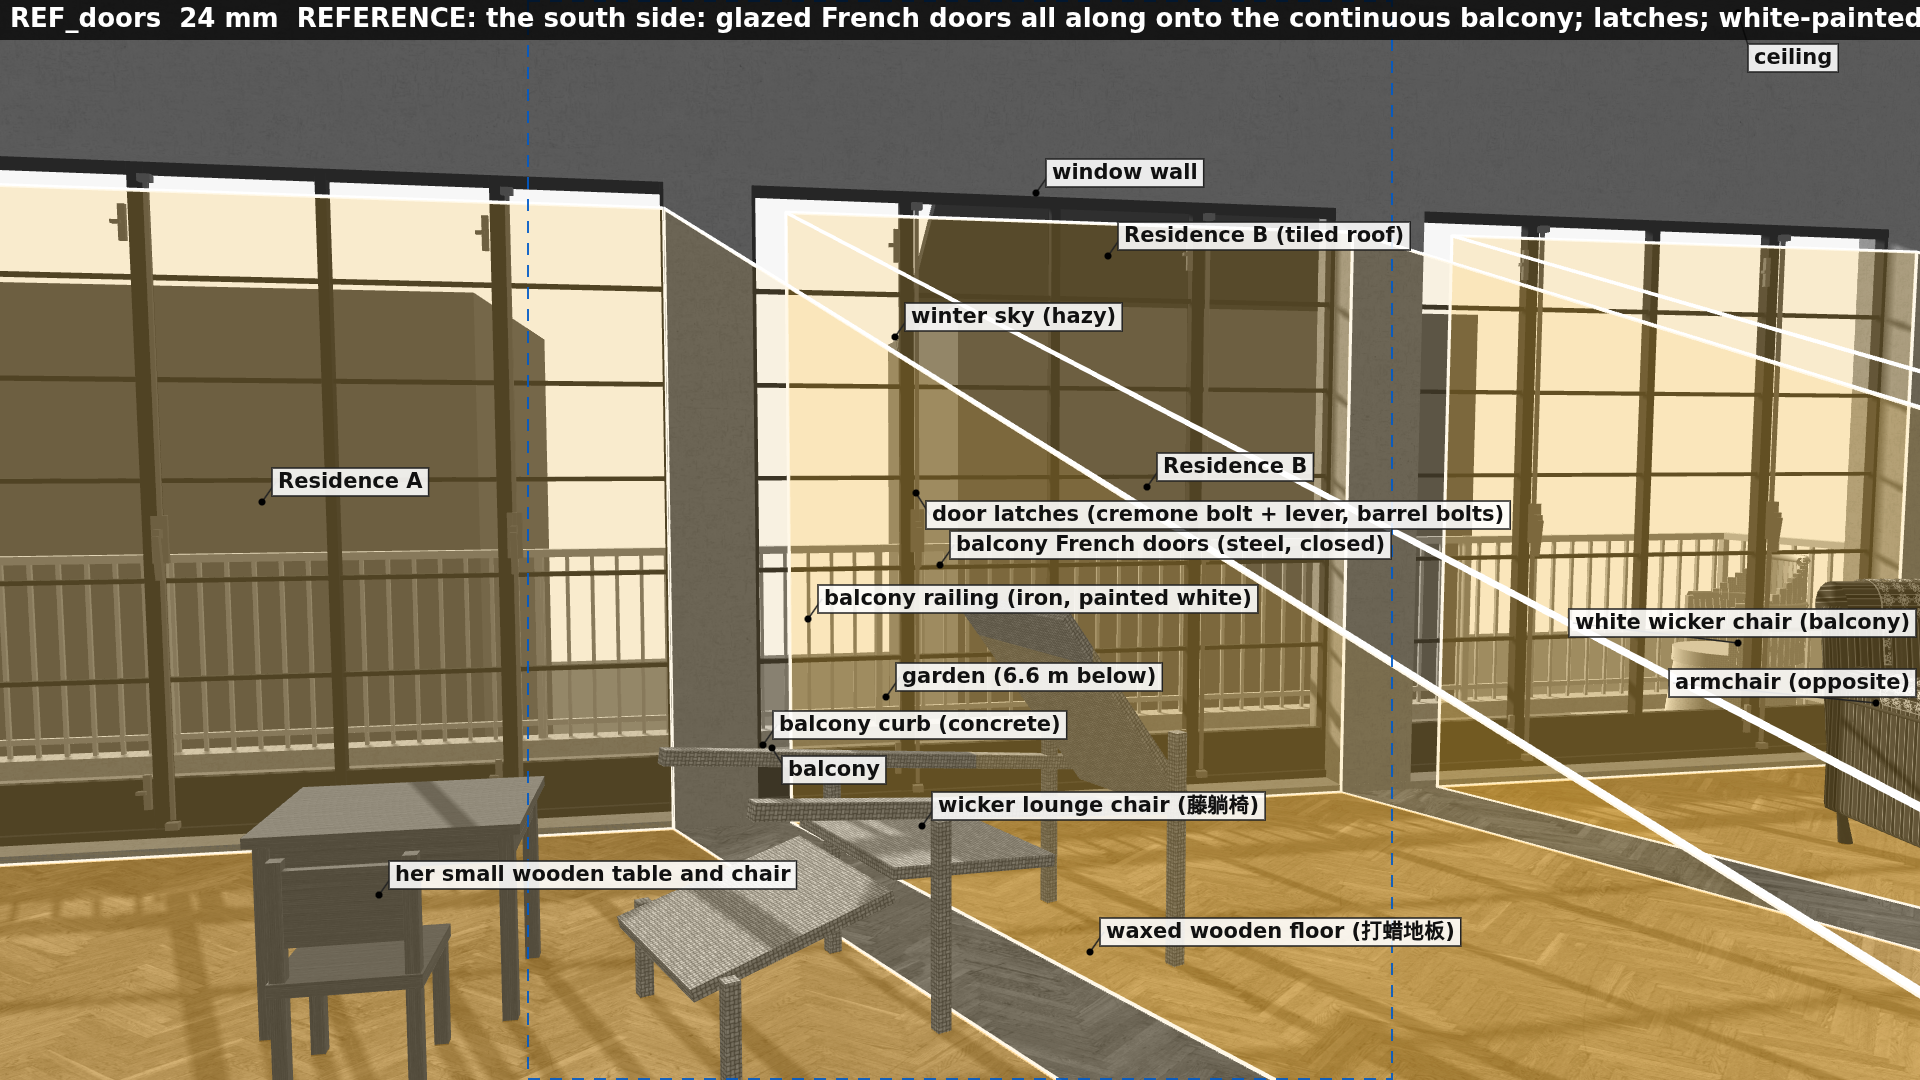 REF_doors 24 mm REFERENCE: the south side: glazed French doors all along onto the continuous balcony; latches; white-painted
ceiling
window wall
Residence B (tiled roof)
winter sky (hazy)
Residence B
Residence A
door latches (cremone bolt + lever, barrel bolts)
balcony French doors (steel, closed)
balcony railing (iron, painted white)
white wicker chair (balcony)
garden (6.6 m below)
armchair (opposite)
balcony curb (concrete)
balcony
wicker lounge chair (藤躺椅)
her small wooden table and chair
waxed wooden floor (打蜡地板)